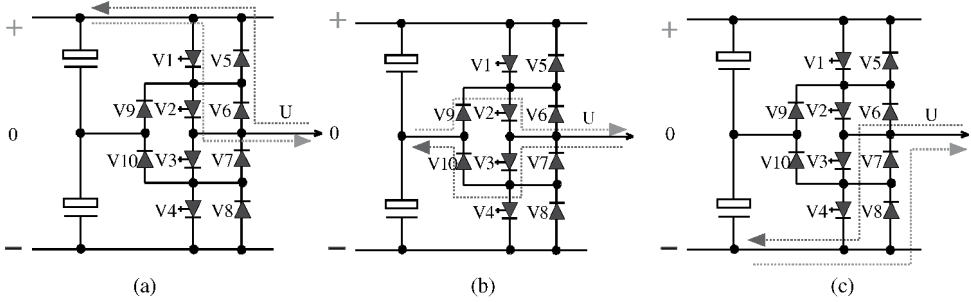 + V1 V5
V9 V2 V6 U
0
V10 V3 V7
V4 V8
−
(a)
+ V1 V5
V9 V2 V6 U
0
V10 V3 V7
V4 V8
−
(b)
+ V1 V5
V9 V2 V6 U
0
V10 V3 V7
V4 V8
−
(c)